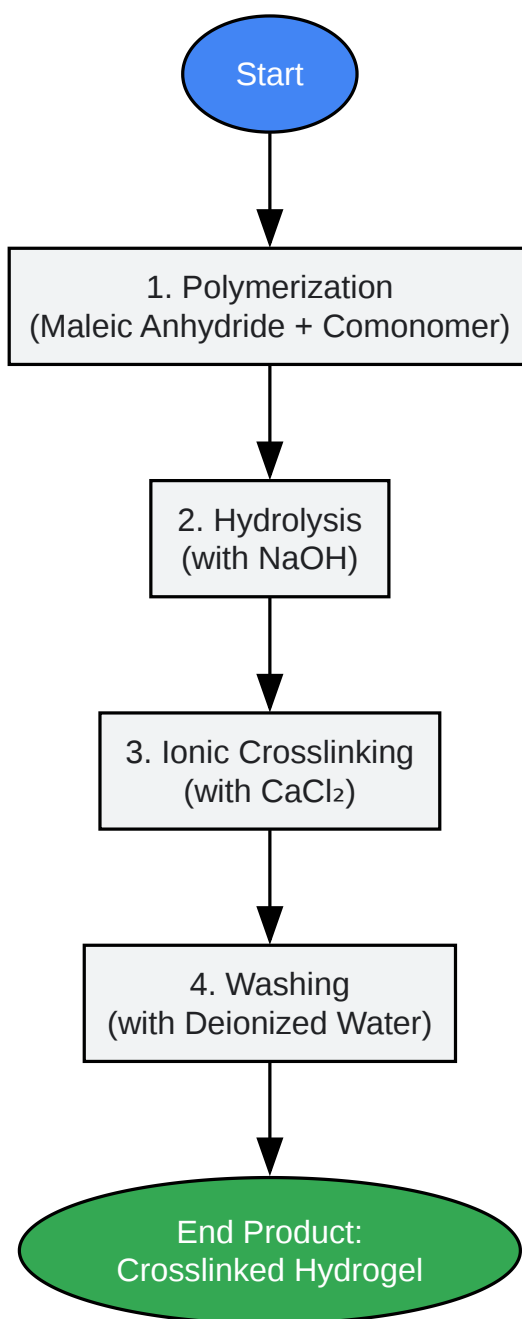 Start
1. Polymerization
(Maleic Anhydride + Comonomer)
2. Hydrolysis
(with NaOH)
3. Ionic Crosslinking
(with CaCl₂)
4. Washing
(with Deionized Water)
End Product:
Crosslinked Hydrogel